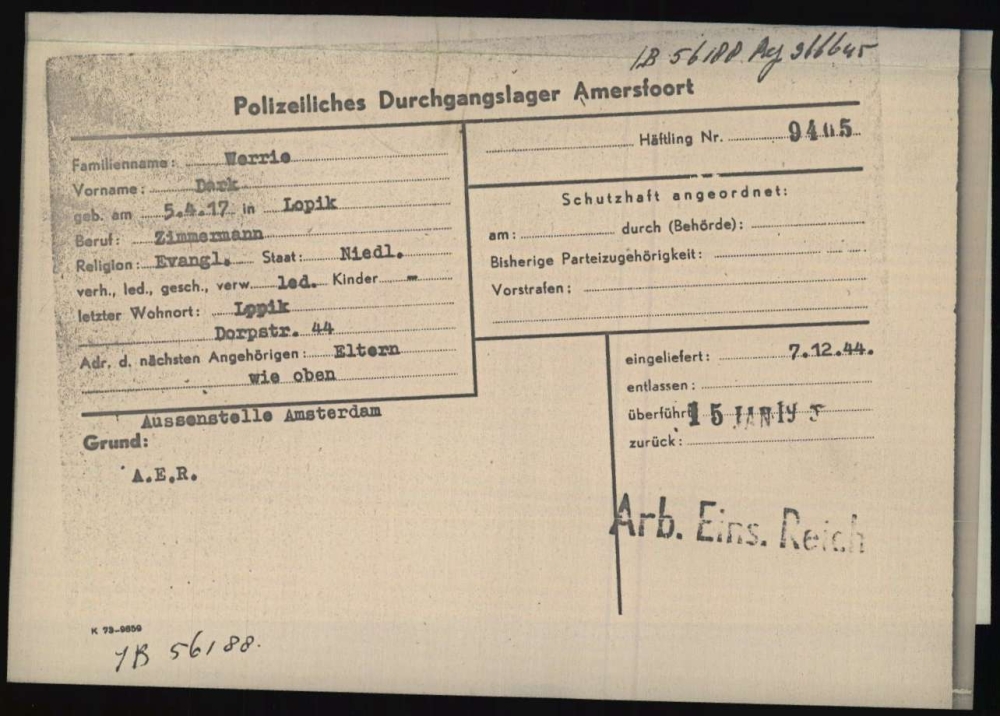 IB 56188
Polizeiliches Durchgangslager Amersfoort
Häftling Nr. 9405
Familienname: Werrie
Vorname: Dark
geb. am 5.4.17 in Lopik
Beruf: Zimmermann
Religion: Evangl. Staat: Niedl.
verh., led., gesch., verw. led. Kinder -
letzter Wohnort: Lopik
Dorpstr. 44
Adr. d. nächsten Angehörigen: Eltern
wie oben
Schutzhaft angeordnet:
am: durch (Behörde):
Bisherige Parteizugehörigkeit:
Vorstrafen:
eingeliefert: 7.12.44.
entlassen:
überführt 15 JAN 19 5
zurück:
Aussenstelle Amsterdam
Grund:
A.E.R.
Arb. Eins. Reich
K 73-9859
IB 56188.